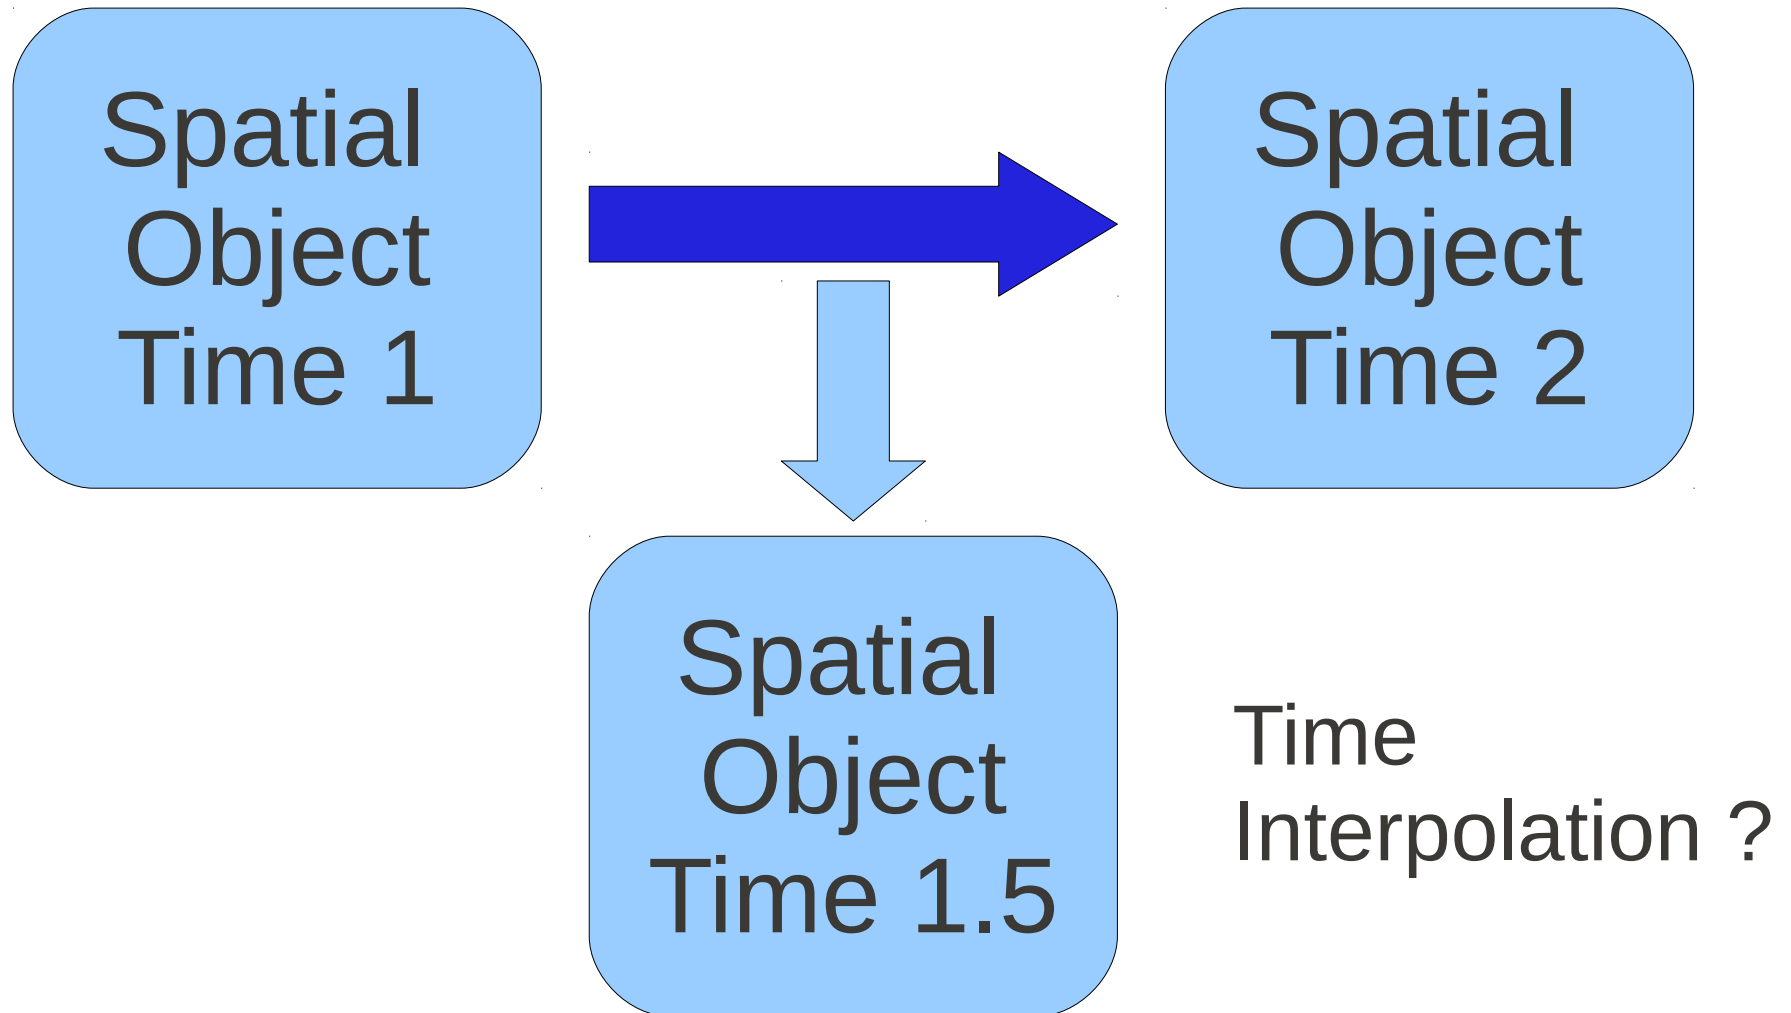 Spatial
Object
Time 1
Spatial
Object
Time 2
Spatial
Object
Time 1.5
Time
Interpolation ?